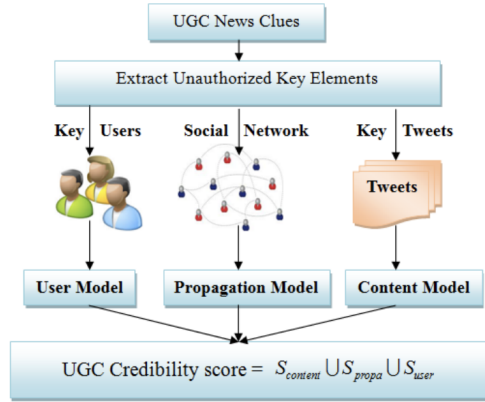 UGC News Clues
Extract Unauthorized Key Elements
Key Users
Social Network
Key Tweets
Tweets
User Model
Propagation Model
Content Model
UGC Credibility score = S_content ⋃ S_propa ⋃ S_user